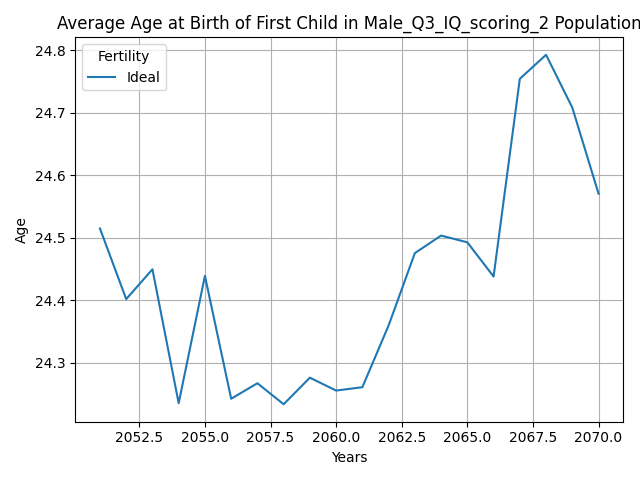 Average Age at Birth of First Child in Male_Q3_IQ_scoring_2 Population
Fertility
Ideal
24.8
24.7
24.6
24.5
24.4
24.3
Age
2052.5 2055.0 2057.5 2060.0 2062.5 2065.0 2067.5 2070.0
Years